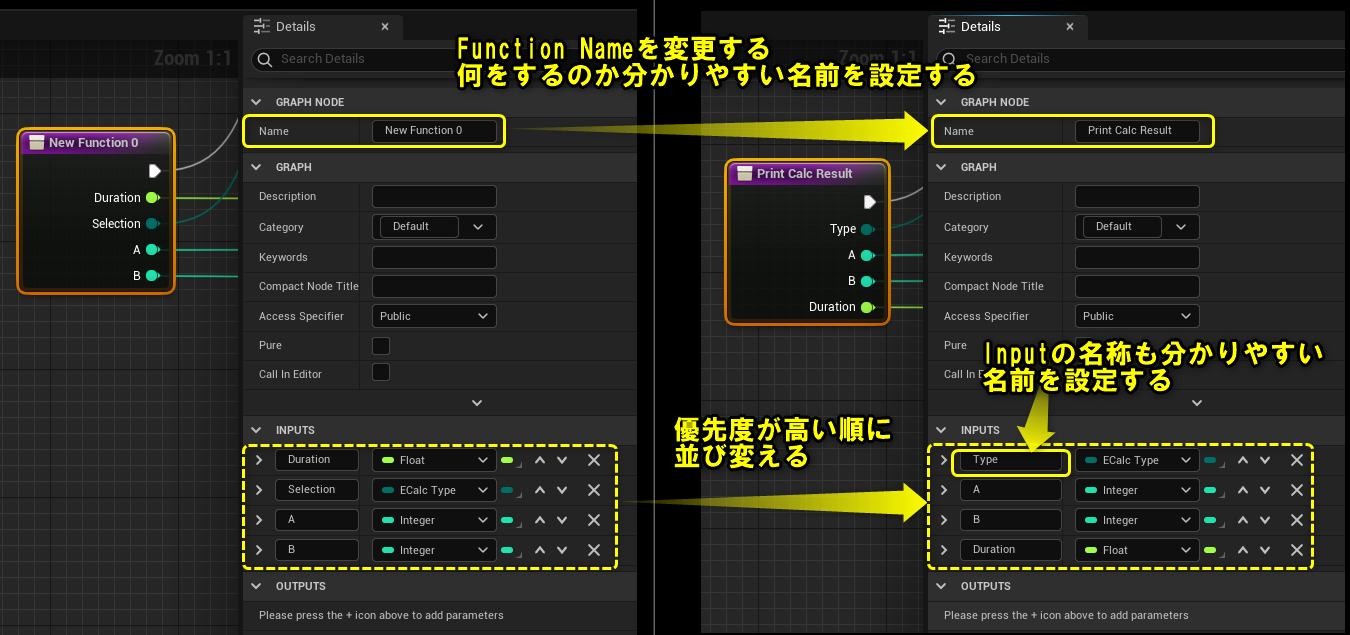 Details
Zoom 1:1
Search Details
GRAPH NODE
Name New Function 0
New Function 0
Duration
Selection
A
B
GRAPH
Description
Category Default
Keywords
Compact Node Title
Access Specifier Public
Pure
Call In Editor
INPUTS
Duration Float
Selection ECalc Type
A Integer
B Integer
OUTPUTS
Please press the + icon above to add parameters
Function Nameを変更する
何をするのか分かりやすい名前を設定する
優先度が高い順に
並び変える
Details
Zoom 1:1
Search Details
GRAPH NODE
Name Print Calc Result
Print Calc Result
Type
A
B
Duration
GRAPH
Description
Category Default
Keywords
Compact Node Title
Access Specifier Public
Pure
Call In
Inputの名称も分かりやすい
名前を設定する
INPUTS
Type ECalc Type
A Integer
B Integer
Duration Float
OUTPUTS
Please press the + icon above to add parameters